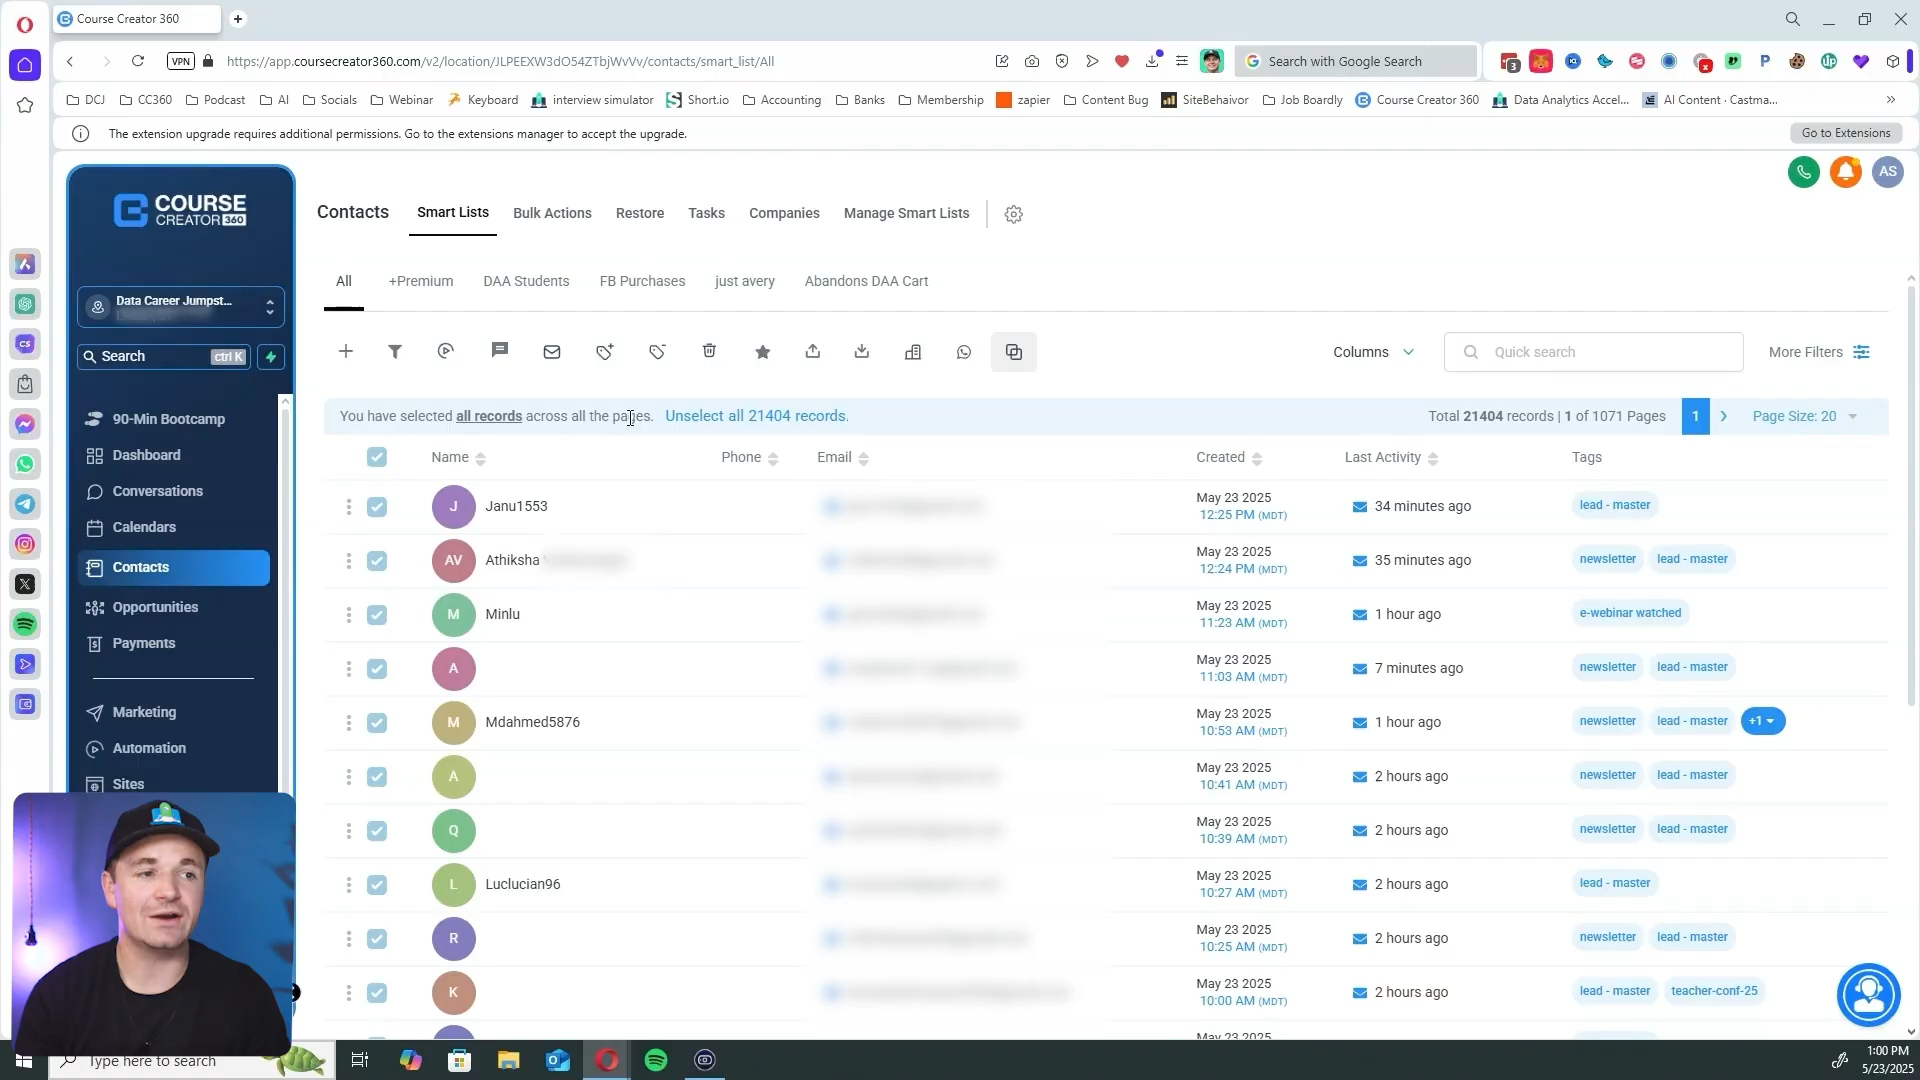 Course Creator 360
VPN https://app.coursecreator360.com/v2/location/JLPEEXW3dO54ZTbjWvVv/contacts/smart_list/All Search with Google Search 3
DCJ CC360 Podcast AI Socials Webinar Keyboard interview simulator Short.io Accounting Banks Membership zapier Content Bug SiteBehaivor Job Boardly Course Creator 360 Data Analytics Accel... AI Content · Castma... »
The extension upgrade requires additional permissions. Go to the extensions manager to accept the upgrade. Go to Extensions
AS
COURSE
CREATOR 360
Data Career Jumpst...
Search ctrl K
90-Min Bootcamp
Dashboard
Conversations
Calendars
Contacts
Opportunities
Payments
Marketing
Automation
Sites
Contacts Smart Lists Bulk Actions Restore Tasks Companies Manage Smart Lists
All +Premium DAA Students FB Purchases just avery Abandons DAA Cart
Columns Quick search More Filters
You have selected all records across all the pages. Unselect all 21404 records. Total 21404 records | 1 of 1071 Pages 1 Page Size: 20
Name Phone Email Created Last Activity Tags
J Janu1553 May 23 2025 34 minutes ago lead - master
12:25 PM (MDT)
AV Athiksha May 23 2025 35 minutes ago newsletter lead - master
12:24 PM (MDT)
M Minlu May 23 2025 1 hour ago e-webinar watched
11:23 AM (MDT)
A May 23 2025 7 minutes ago newsletter lead - master
11:03 AM (MDT)
M Mdahmed5876 May 23 2025 1 hour ago newsletter lead - master +1
10:53 AM (MDT)
A May 23 2025 2 hours ago newsletter lead - master
10:41 AM (MDT)
Q May 23 2025 2 hours ago newsletter lead - master
10:39 AM (MDT)
L Luclucian96 May 23 2025 2 hours ago lead - master
10:27 AM (MDT)
R May 23 2025 2 hours ago newsletter lead - master
10:25 AM (MDT)
K May 23 2025 2 hours ago lead - master teacher-conf-25
10:00 AM (MDT)
May 23 2025
Type here to search
1:00 PM
5/23/2025